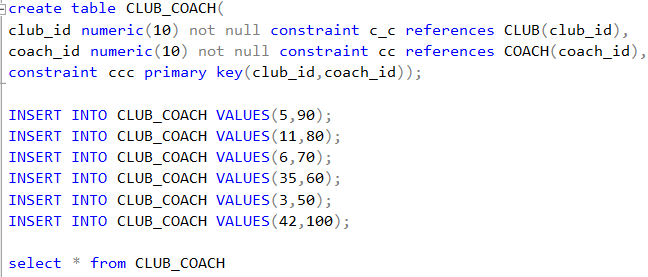 create table CLUB_COACH(
club_id numeric(10) not null constraint c_c references CLUB(club_id),
coach_id numeric(10) not null constraint cc references COACH(coach_id),
constraint ccc primary key(club_id,coach_id));
INSERT INTO CLUB_COACH VALUES(5,90);
INSERT INTO CLUB_COACH VALUES(11,80);
INSERT INTO CLUB_COACH VALUES(6,70);
INSERT INTO CLUB_COACH VALUES(35,60);
INSERT INTO CLUB_COACH VALUES(3,50);
INSERT INTO CLUB_COACH VALUES(42,100);
select * from CLUB_COACH